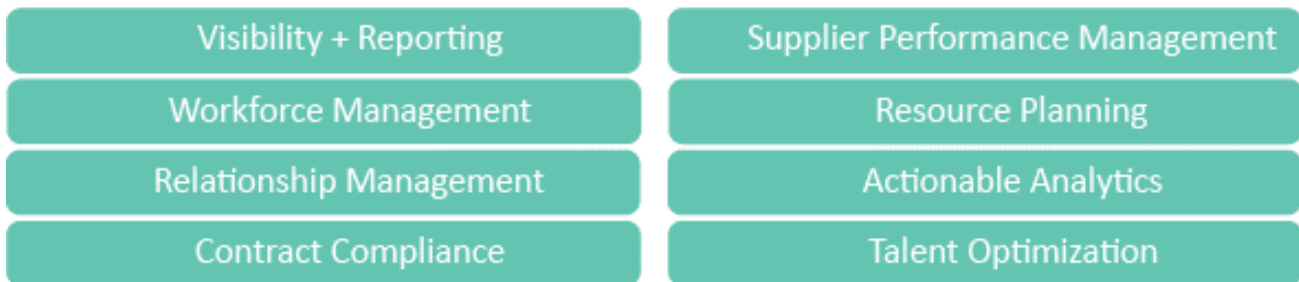 Visibility + Reporting
Workforce Management
Relationship Management
Contract Compliance
Supplier Performance Management
Resource Planning
Actionable Analytics
Talent Optimization